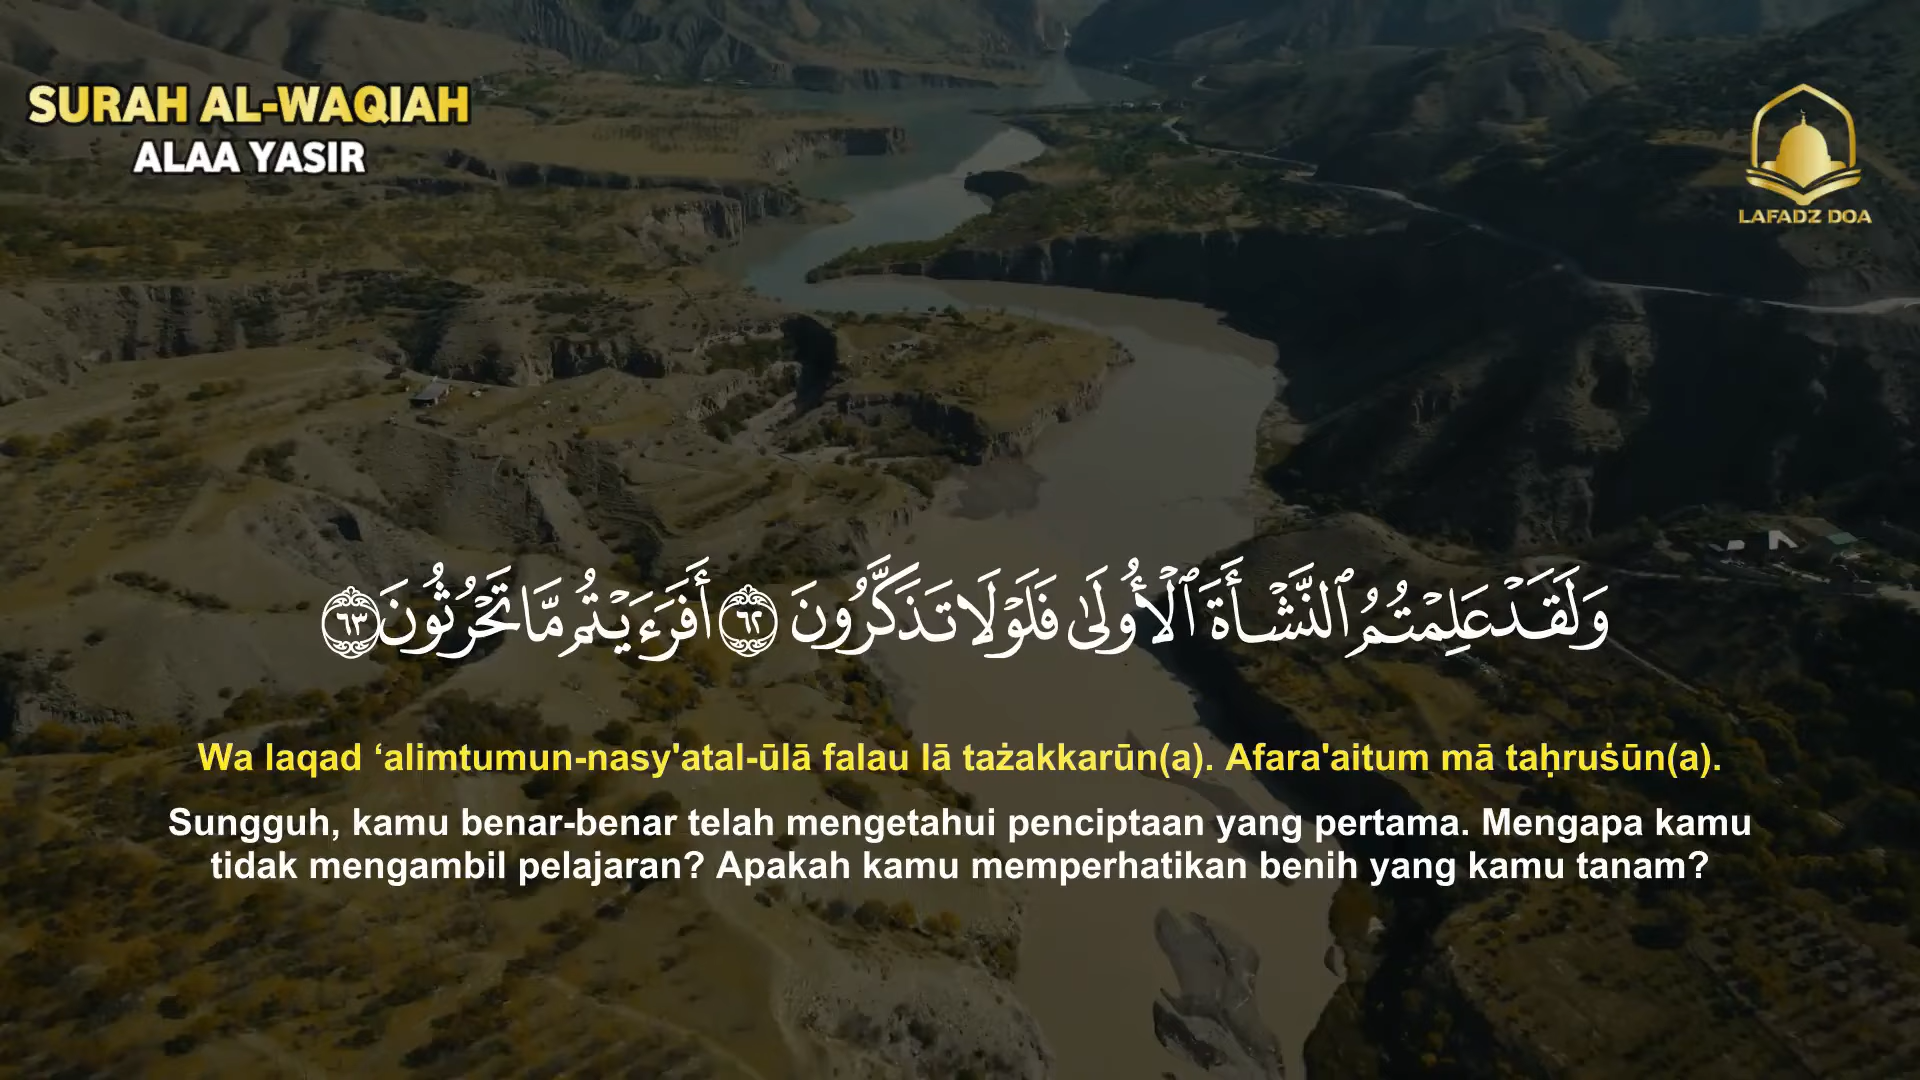 SURAH AL-WAQIAH
ALAA YASIR
LAFADZ DOA
وَلَقَدْ عَلِمْتُمُ ٱلنَّشْأَةَ ٱلْأُولَىٰ فَلَوْلَا تَذَكَّرُونَ ٦٢ أَفَرَءَيْتُم مَّا تَحْرُثُونَ ٦٣
Wa laqad ‘alimtumun-nasy'atal-ūlā falau lā tażakkarūn(a). Afara'aitum mā taḥruṡūn(a).
Sungguh, kamu benar-benar telah mengetahui penciptaan yang pertama. Mengapa kamu
tidak mengambil pelajaran? Apakah kamu memperhatikan benih yang kamu tanam?